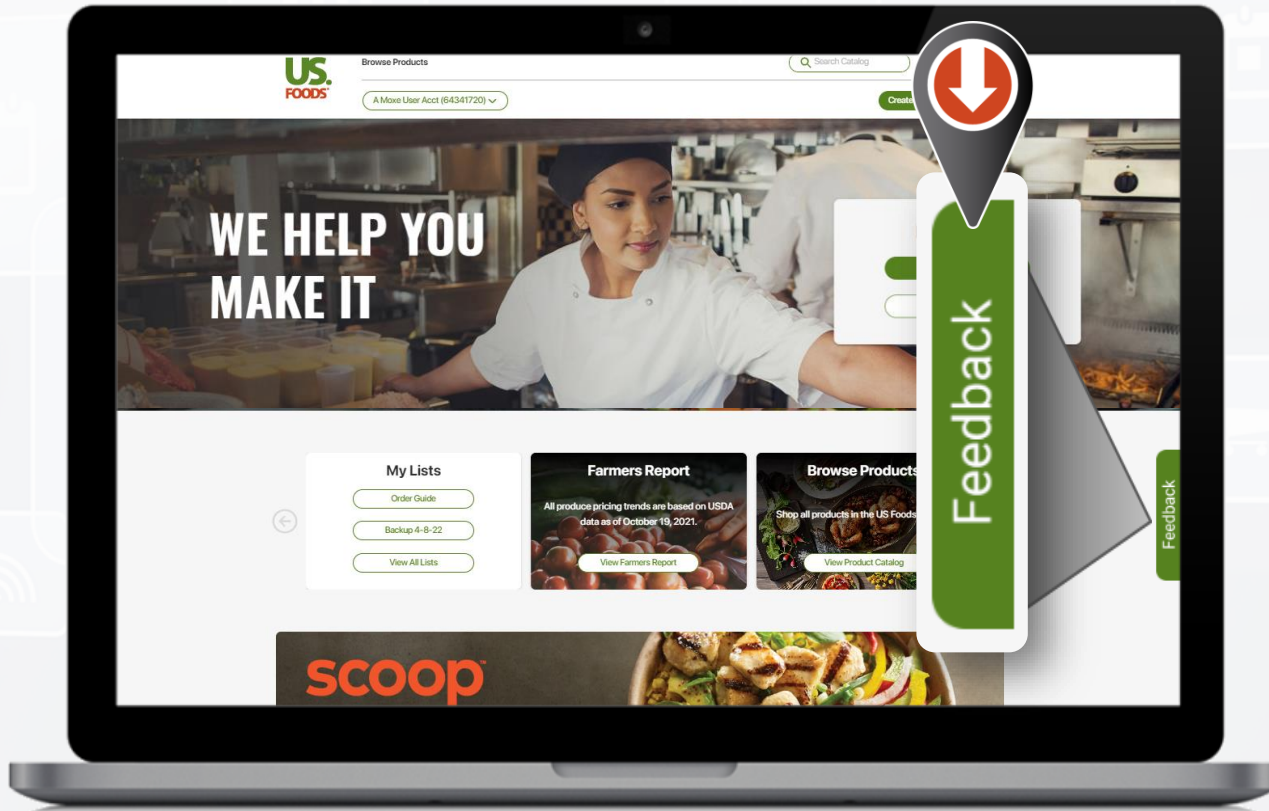 US.
FOODS
Browse Products
Search Catalog
A Moxe User Acct (64341720)
Create
WE HELP YOU
MAKE IT
Feedback
My Lists
Order Guide
Backup 4-8-22
View All Lists
Farmers Report
All produce pricing trends are based on USDA
data as of October 19, 2021.
View Farmers Report
Browse Products
Shop all products in the US Foods
View Product Catalog
Feedback
scoop™